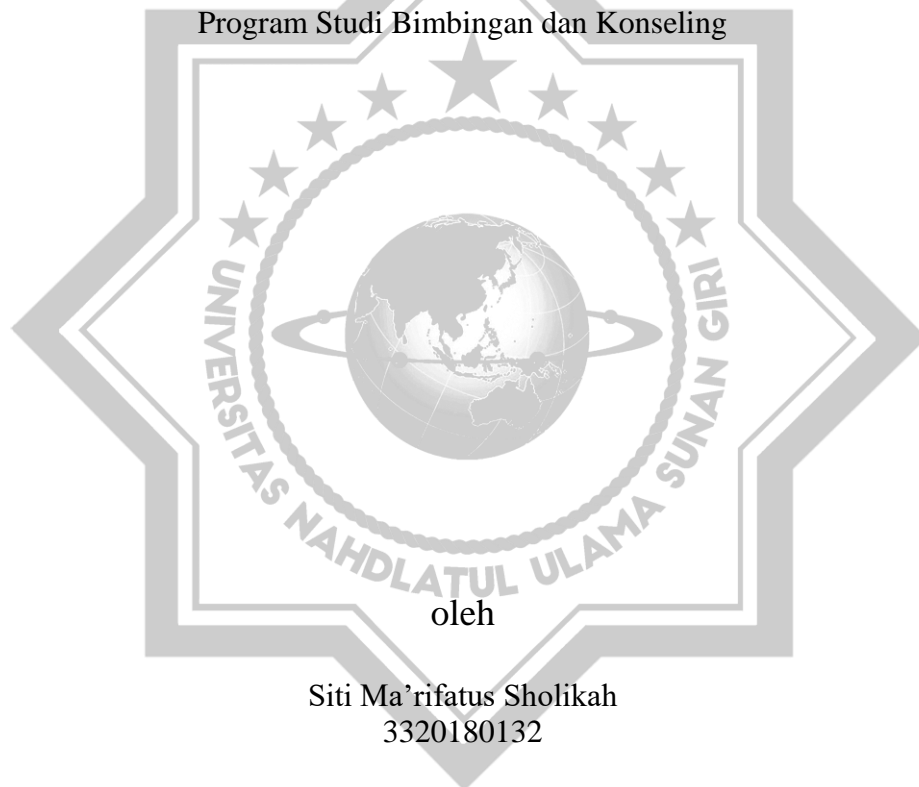 Program Studi Bimbingan dan Konseling
UNIVERSITAS NAHDLATUL ULAMA SUNAN GIRI
oleh
Siti Ma’rifatus Sholikah
3320180132